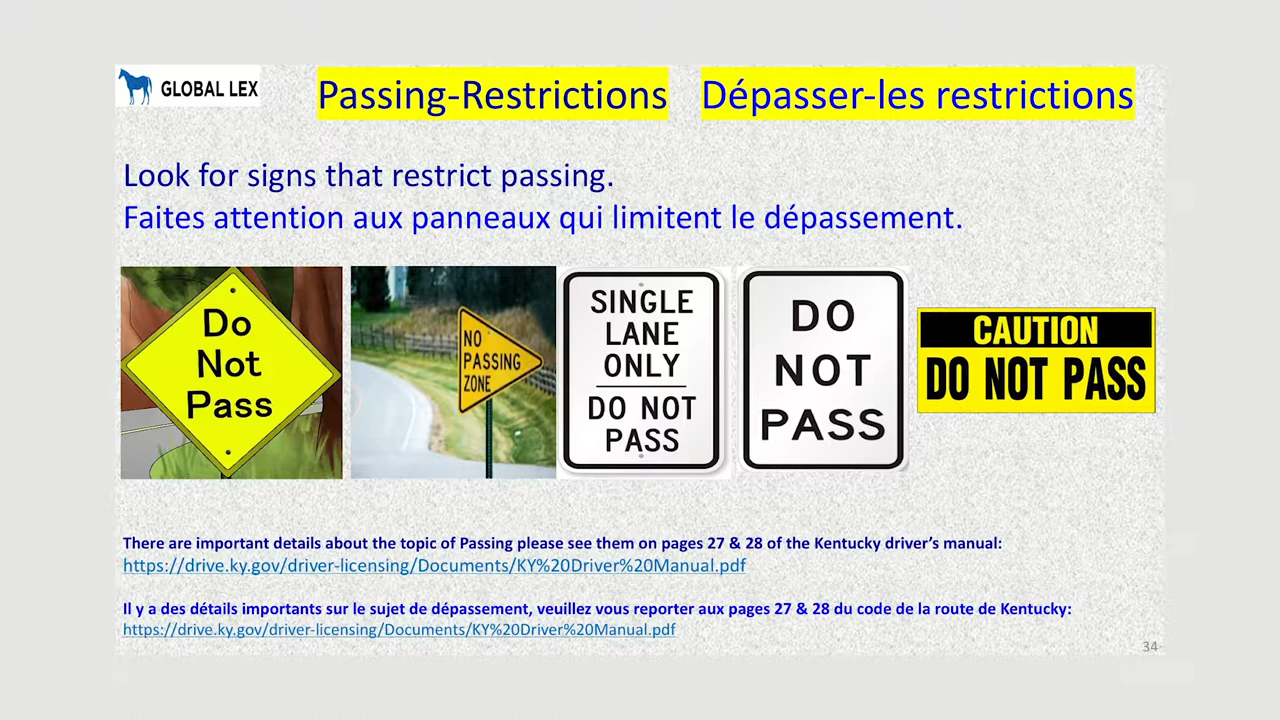 GLOBAL LEX
Passing-Restrictions Dépasser-les restrictions
Look for signs that restrict passing.
Faites attention aux panneaux qui limitent le dépassement.
Do
Not
Pass
NO
PASSING
ZONE
SINGLE
LANE
ONLY
DO NOT
PASS
DO
NOT
PASS
CAUTION
DO NOT PASS
There are important details about the topic of Passing please see them on pages 27 & 28 of the Kentucky driver’s manual:
https://drive.ky.gov/driver-licensing/Documents/KY%20Driver%20Manual.pdf
Il y a des détails importants sur le sujet de dépassement, veuillez vous reporter aux pages 27 & 28 du code de la route de Kentucky:
https://drive.ky.gov/driver-licensing/Documents/KY%20Driver%20Manual.pdf
34